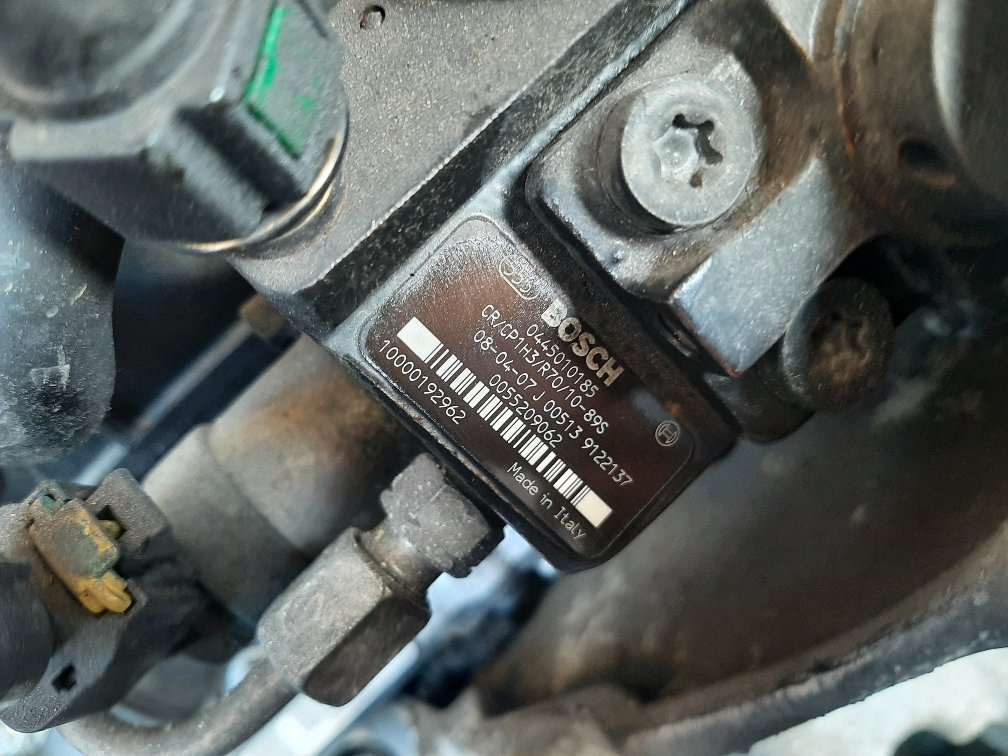 BOSCH
0445010185
CR/CP1H3/R70/10-89S
08-04-07 J 00513 9122137
0055209062
10000192962
Made in Italy